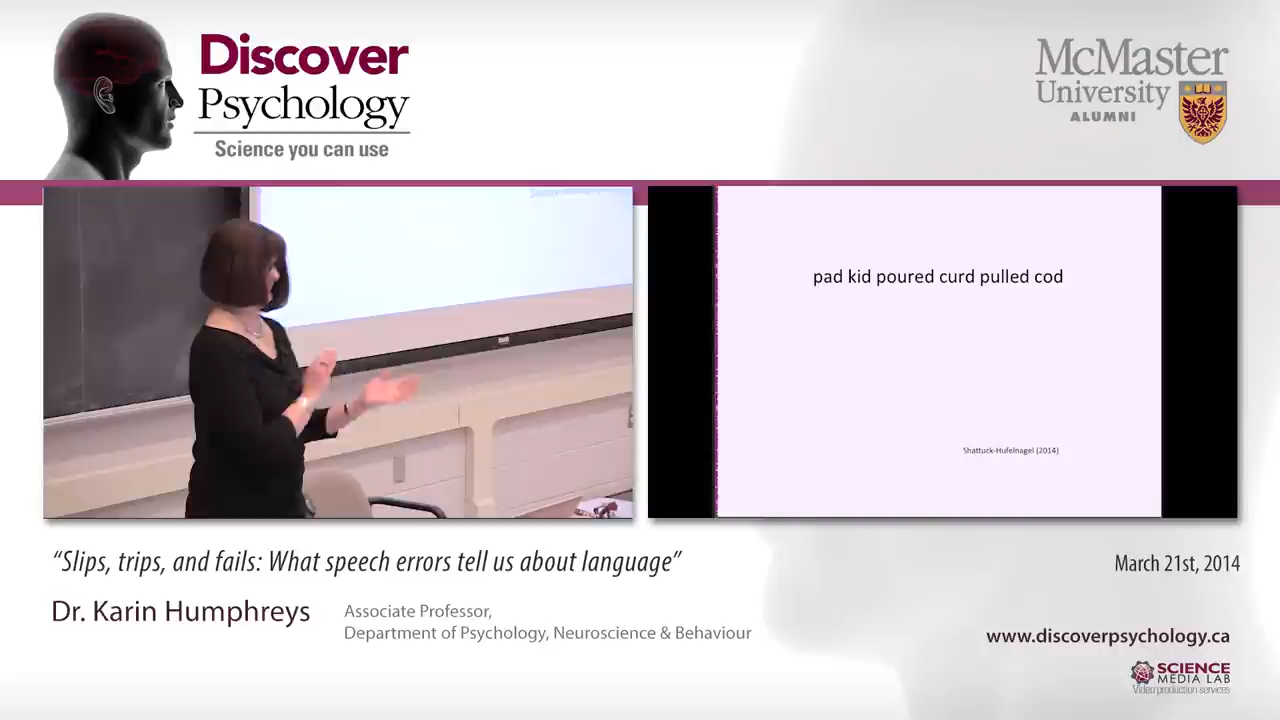 Discover
Psychology
Science you can use
McMaster
University
ALUMNI
pad kid poured curd pulled cod
Shattuck-Hufelnagel (2014)
“Slips, trips, and fails: What speech errors tell us about language”
March 21st, 2014
Dr. Karin Humphreys
Associate Professor,
Department of Psychology, Neuroscience & Behaviour
www.discoverpsychology.ca
SCIENCE
MEDIA LAB
Video production services